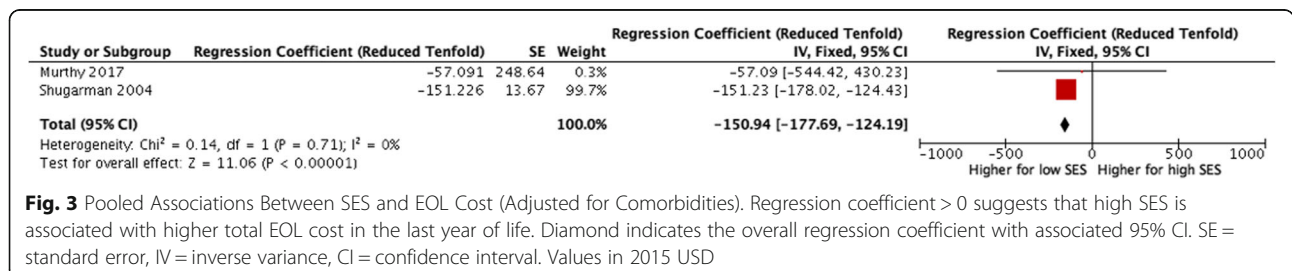 Regression Coefficient (Reduced Tenfold) Regression Coefficient (Reduced Tenfold)
Study or Subgroup Regression Coefficient (Reduced Tenfold) SE Weight IV, Fixed, 95% CI IV, Fixed, 95% CI
Murthy 2017 -57.091 248.64 0.3% -57.09 [-544.42, 430.23]
Shugarman 2004 -151.226 13.67 99.7% -151.23 [-178.02, -124.43]
Total (95% CI) 100.0% -150.94 [-177.69, -124.19]
Heterogeneity: Chi² = 0.14, df = 1 (P = 0.71); I² = 0%
Test for overall effect: Z = 11.06 (P < 0.00001)
-1000 -500 0 500 1000
Higher for low SES Higher for high SES
Fig. 3 Pooled Associations Between SES and EOL Cost (Adjusted for Comorbidities). Regression coefficient > 0 suggests that high SES is
associated with higher total EOL cost in the last year of life. Diamond indicates the overall regression coefficient with associated 95% CI. SE =
standard error, IV = inverse variance, CI = confidence interval. Values in 2015 USD